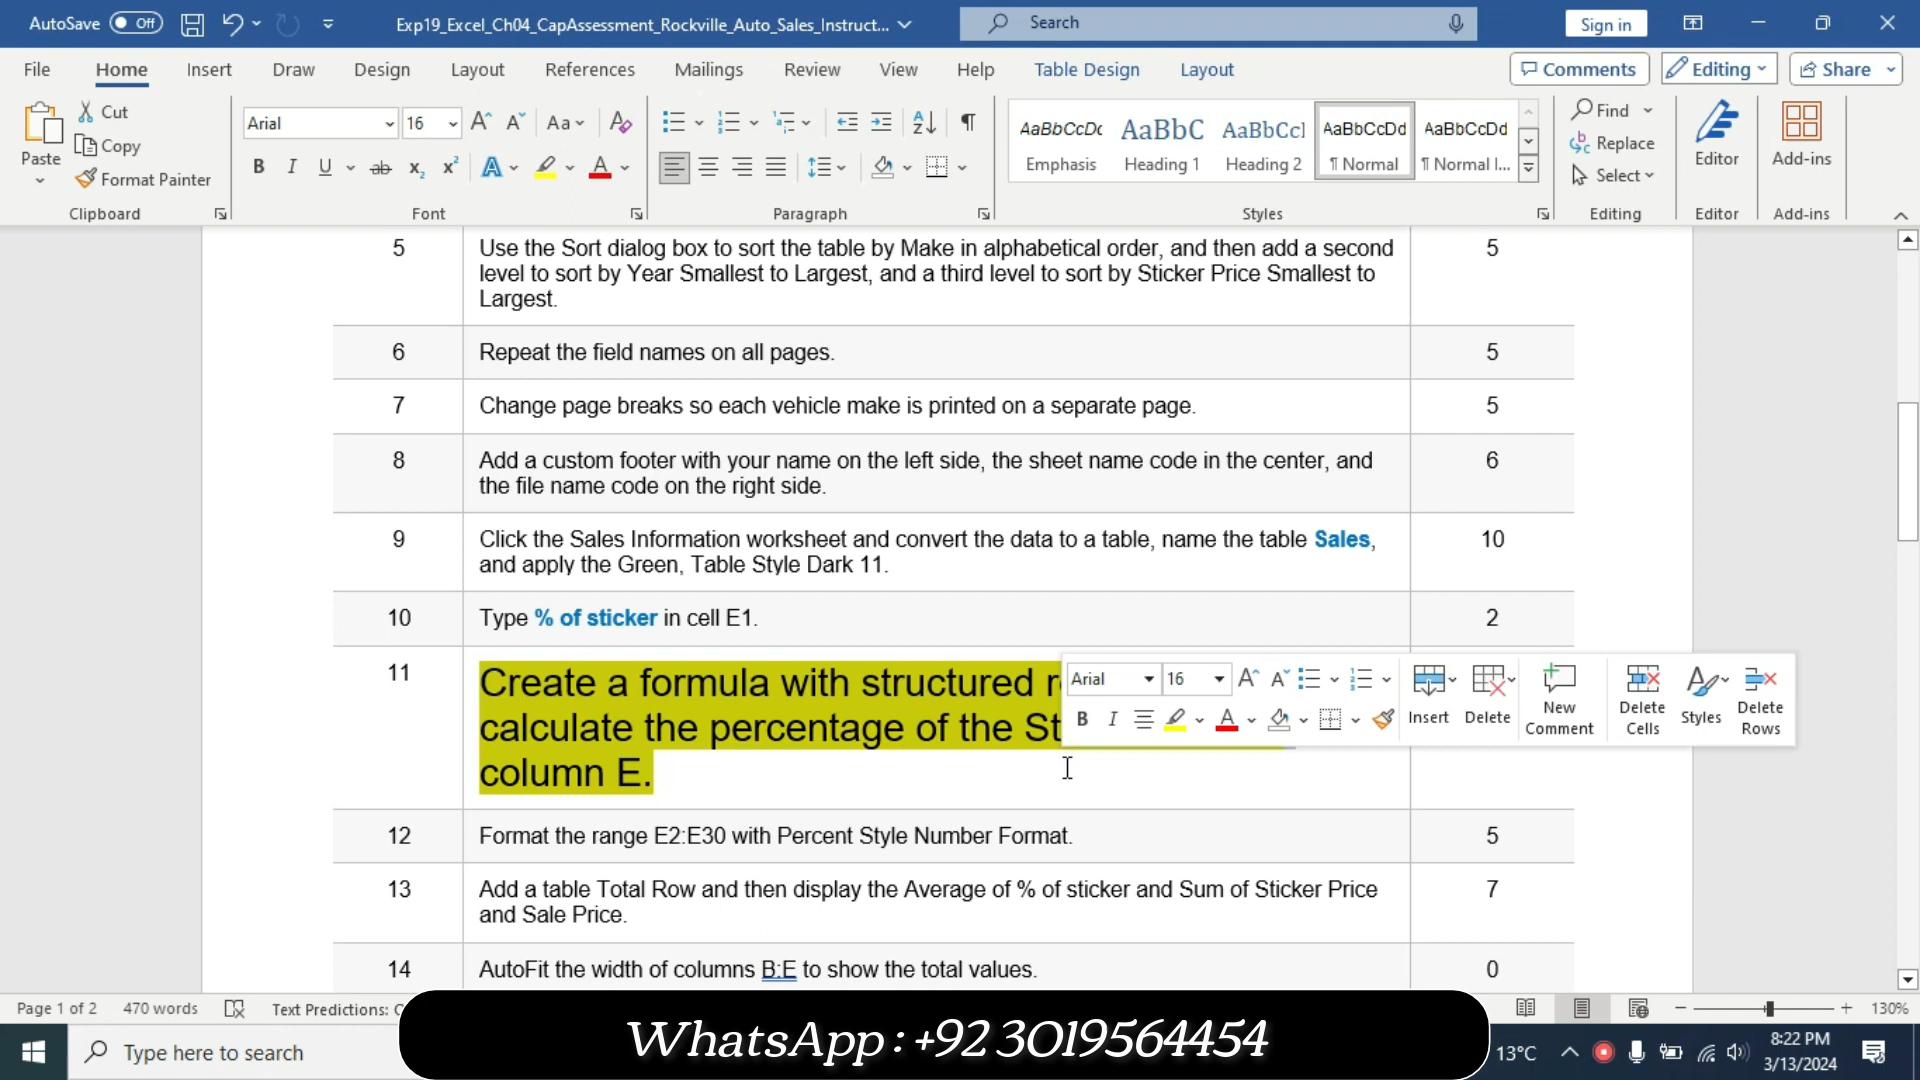 AutoSave Off Exp19_Excel_Ch04_CapAssessment_Rockville_Auto_Sales_Instruct... Search Sign in
File Home Insert Draw Design Layout References Mailings Review View Help Table Design Layout Comments Editing Share
Paste Cut Copy Format Painter
Clipboard
Arial 16
Font
Paragraph
AaBbCcDc AaBbC AaBbCcl AaBbCcDd AaBbCcDd
Emphasis Heading 1 Heading 2 ¶ Normal ¶ Normal I...
Styles
Find
Replace
Select
Editing
Editor
Editor
Add-ins
Add-ins
5 Use the Sort dialog box to sort the table by Make in alphabetical order, and then add a second 5
level to sort by Year Smallest to Largest, and a third level to sort by Sticker Price Smallest to
Largest.
6 Repeat the field names on all pages. 5
7 Change page breaks so each vehicle make is printed on a separate page. 5
8 Add a custom footer with your name on the left side, the sheet name code in the center, and 6
the file name code on the right side.
9 Click the Sales Information worksheet and convert the data to a table, name the table Sales, 10
and apply the Green, Table Style Dark 11.
10 Type % of sticker in cell E1. 2
11 Create a formula with structured
calculate the percentage of the
column E.
Arial 16
Insert Delete New Comment Delete Cells Styles Delete Rows
12 Format the range E2:E30 with Percent Style Number Format. 5
13 Add a table Total Row and then display the Average of % of sticker and Sum of Sticker Price 7
and Sale Price.
14 AutoFit the width of columns B:E to show the total values. 0
Page 1 of 2 470 words Text Predictions: 130%
WhatsApp : +92 3019564454
Type here to search 13°C 8:22 PM
3/13/2024